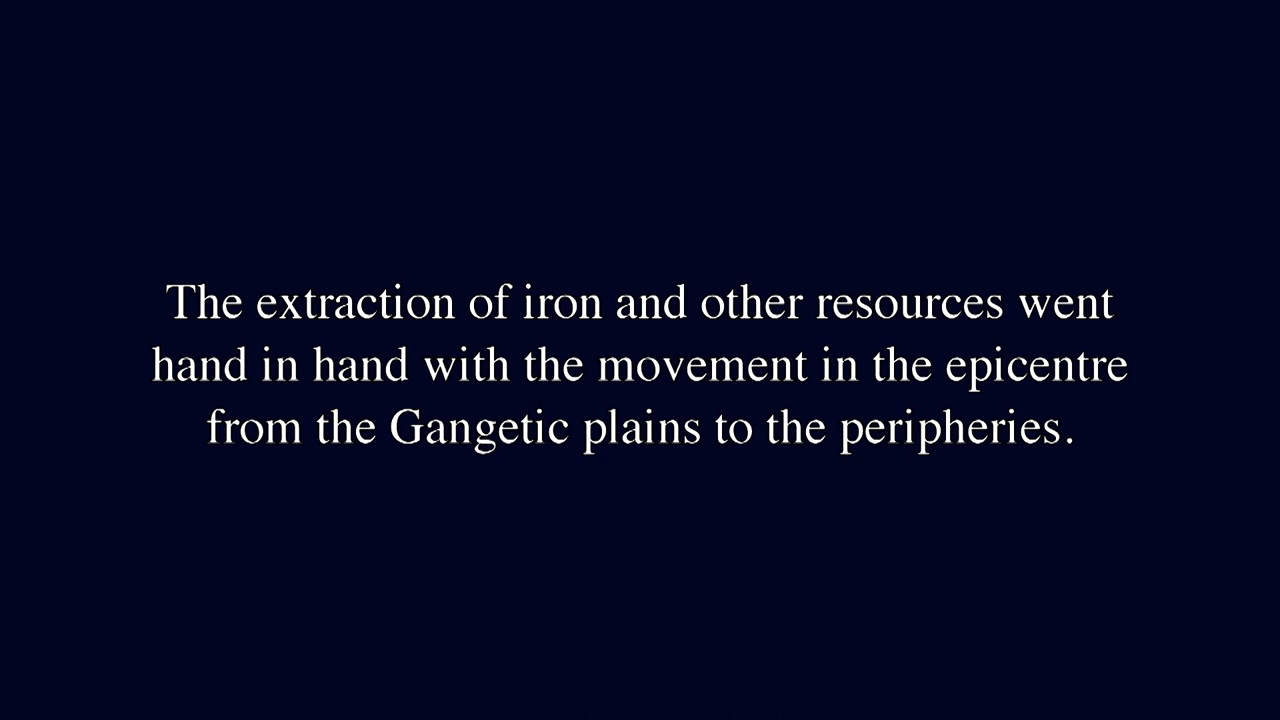 The extraction of iron and other resources went
hand in hand with the movement in the epicentre
from the Gangetic plains to the peripheries.